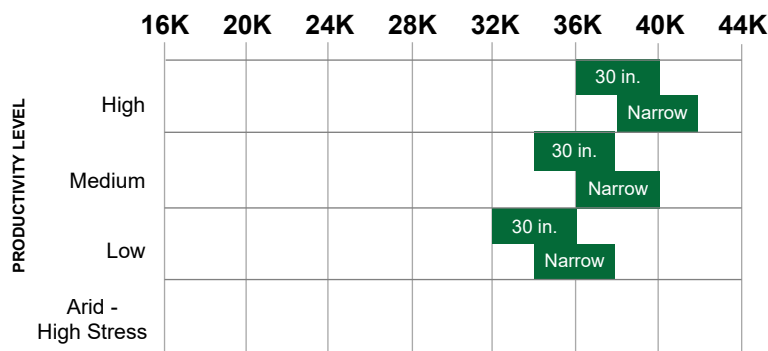 16K 20K 24K 28K 32K 36K 40K 44K
PRODUCTIVITY LEVEL
High
30 in.
Narrow
Medium
30 in.
Narrow
Low
30 in.
Narrow
Arid -
High Stress